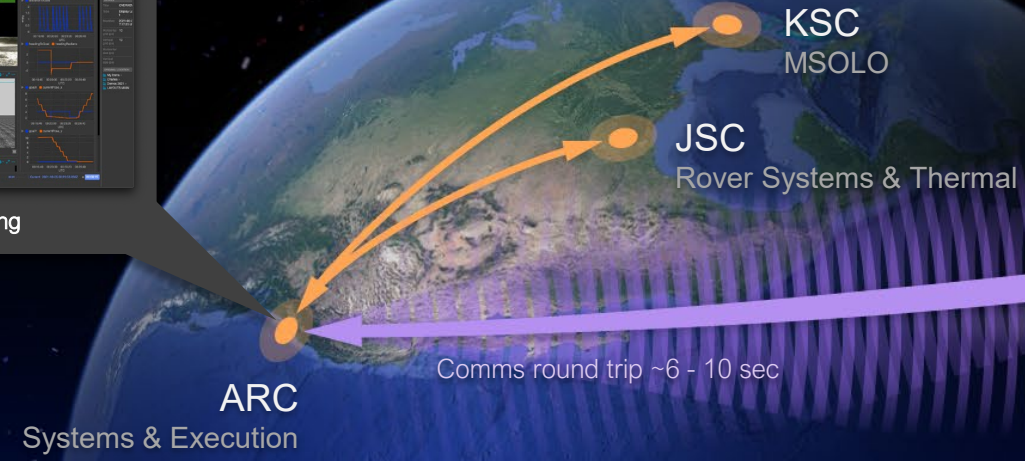 KSC
MSOLO
JSC
Rover Systems & Thermal
ng
Comms round trip ~6 - 10 sec
ARC
Systems & Execution